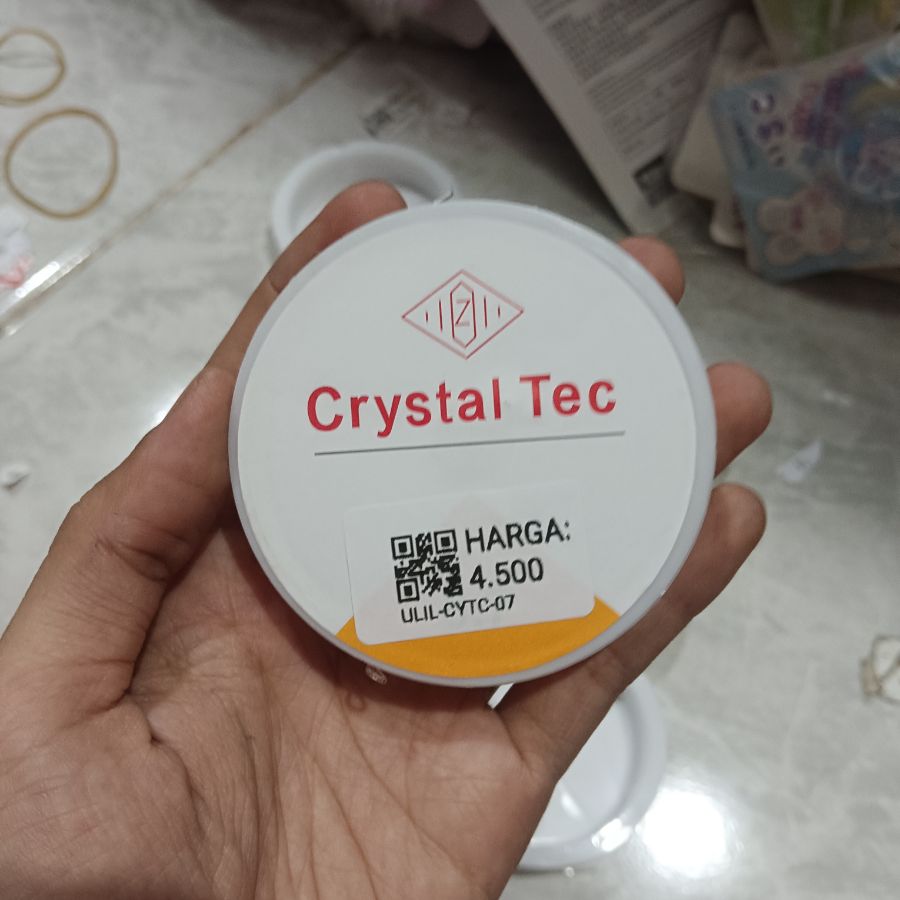 Z
Crystal Tec
HARGA:
4.500
ULIL-CYTC-07